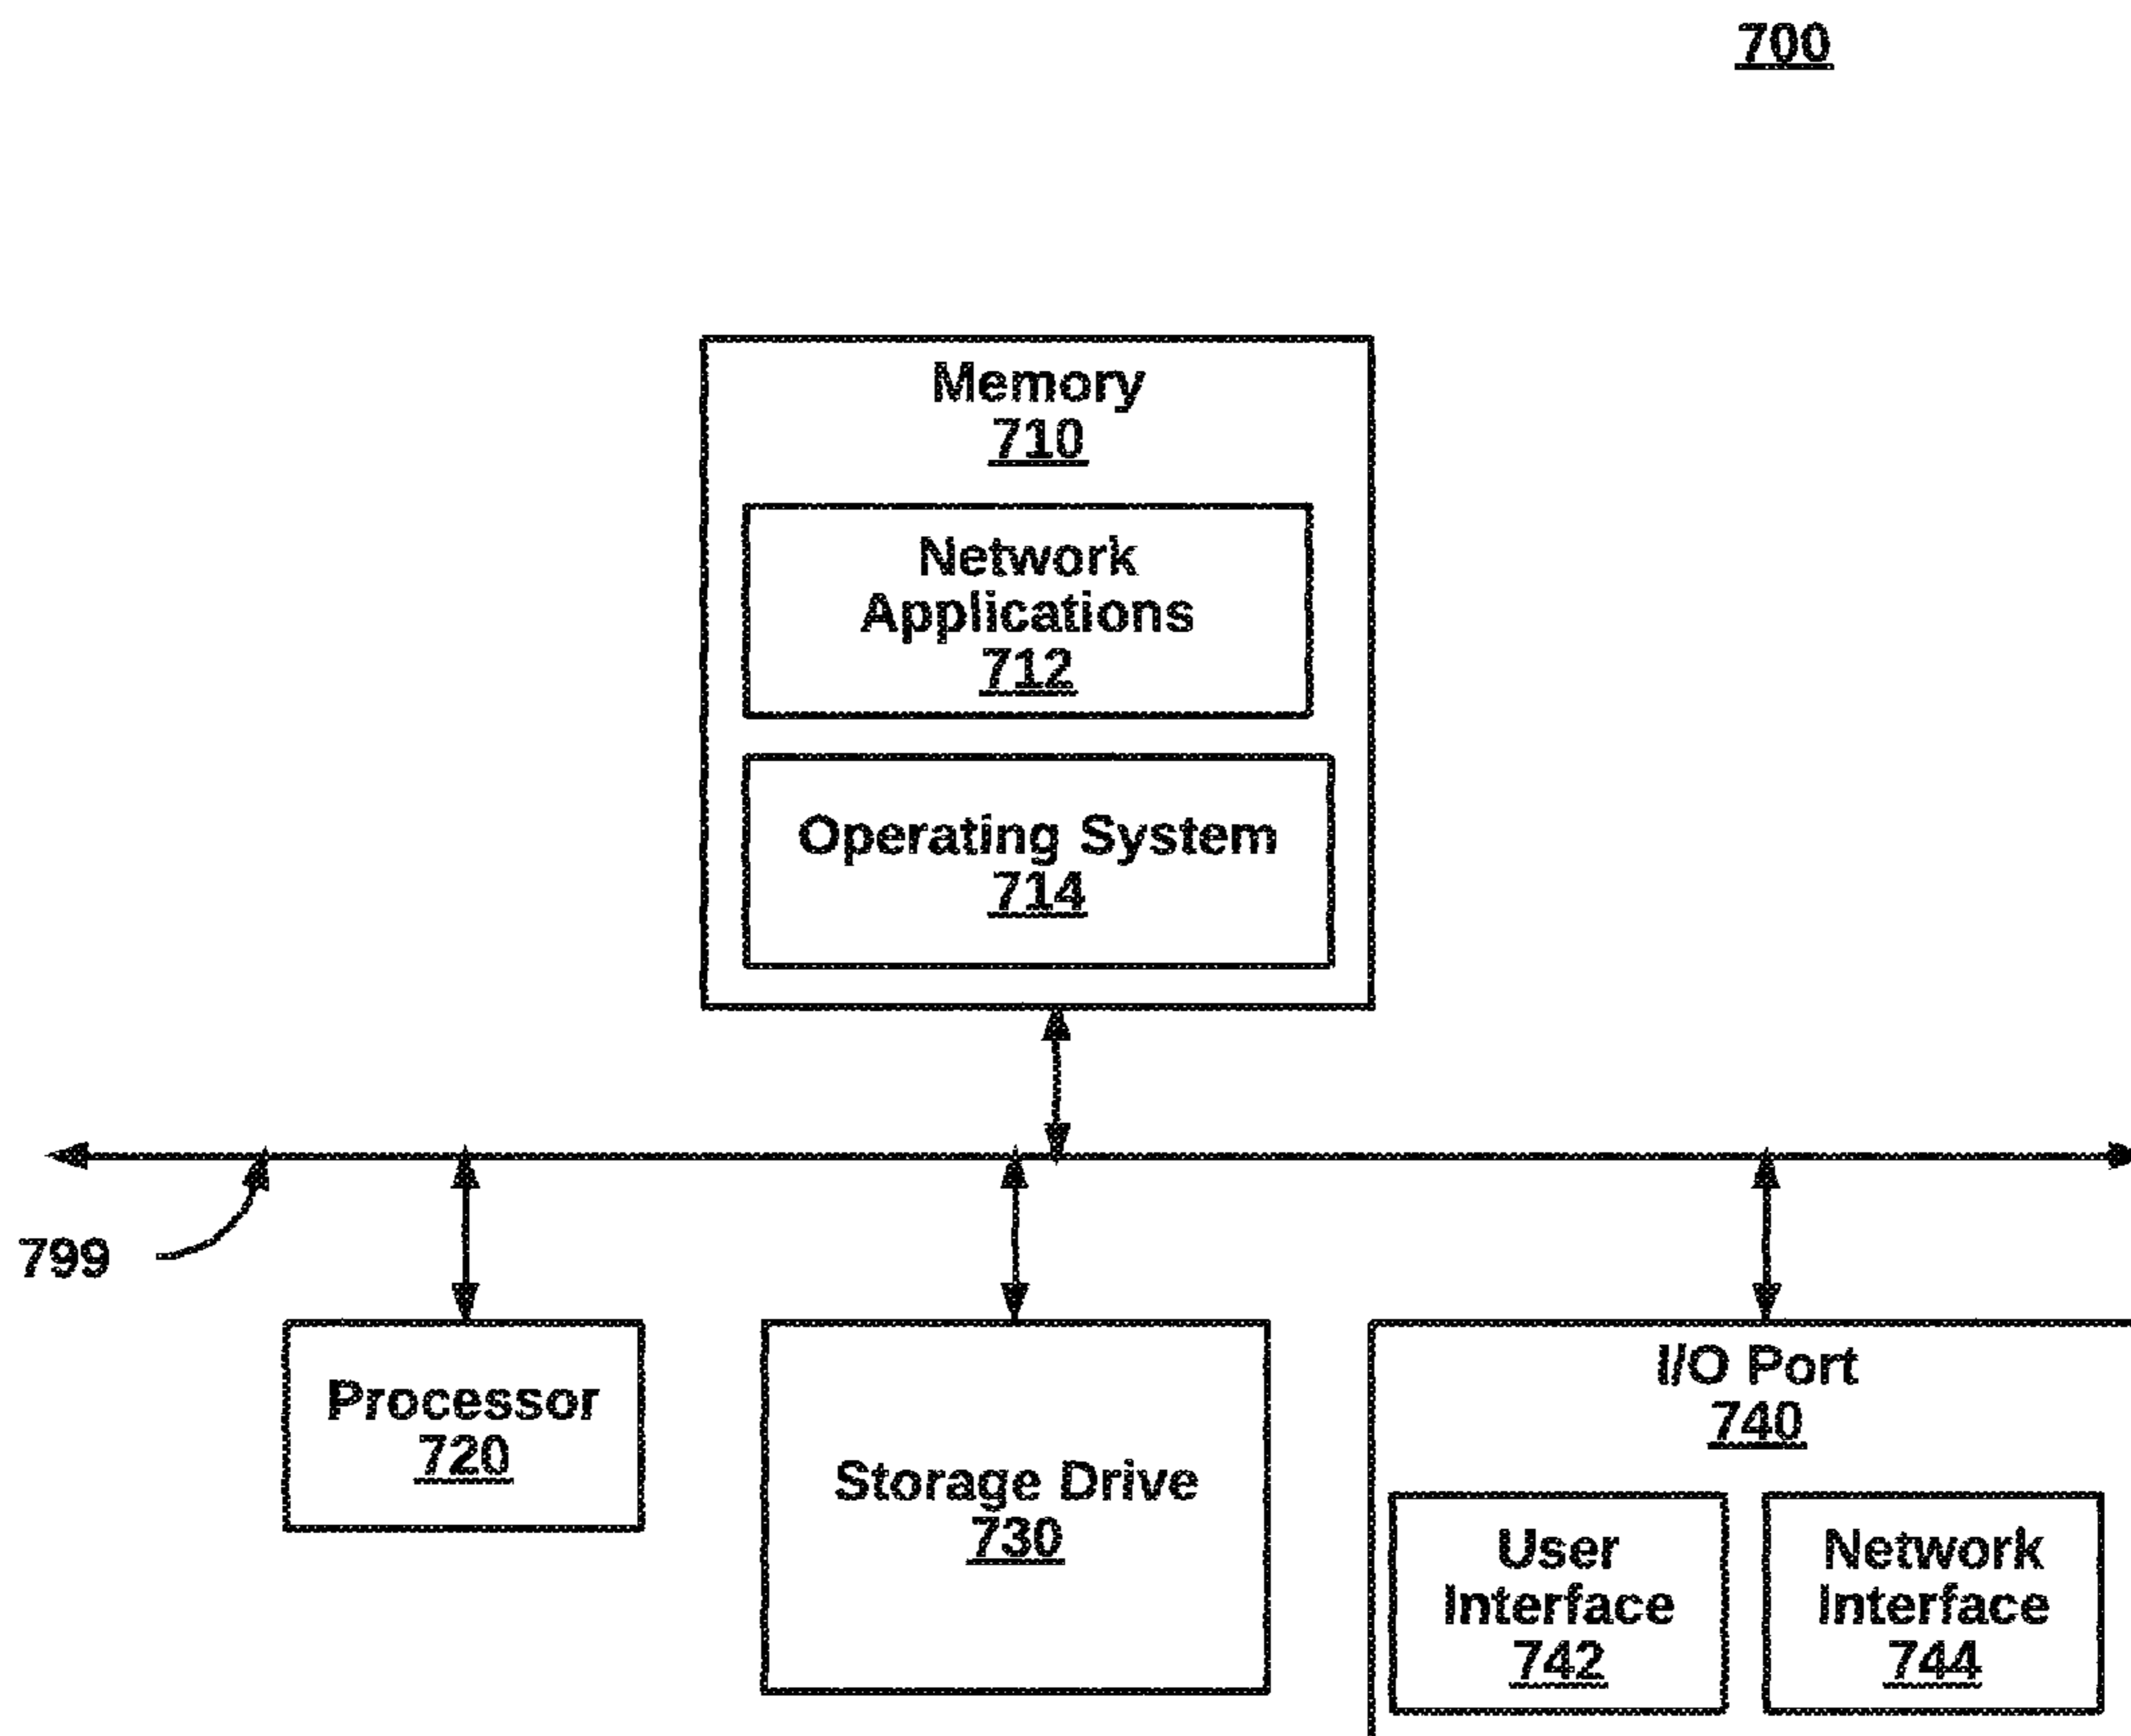 700
Memory
710
Network
Applications
712
Operating System
714
799
Processor
720
Storage Drive
730
I/O Port
740
User
Interface
742
Network
Interface
744